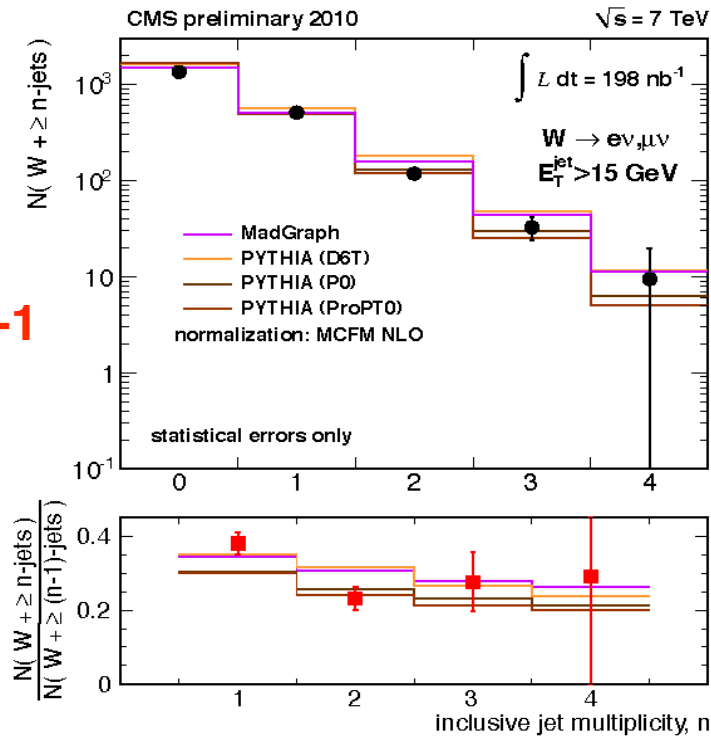 CMS preliminary 2010
√s = 7 TeV
N( W + ≥ n-jets)
10³
10²
10
1
10⁻¹
∫ L dt = 198 nb⁻¹
W → eν,μν
E_T^jet>15 GeV
MadGraph
PYTHIA (D6T)
PYTHIA (P0)
PYTHIA (ProPT0)
normalization: MCFM NLO
-1
statistical errors only
0 1 2 3 4
N( W + ≥ n-jets )
N( W + ≥ (n-1)-jets )
0.4
0.2
0
1 2 3 4
inclusive jet multiplicity, n